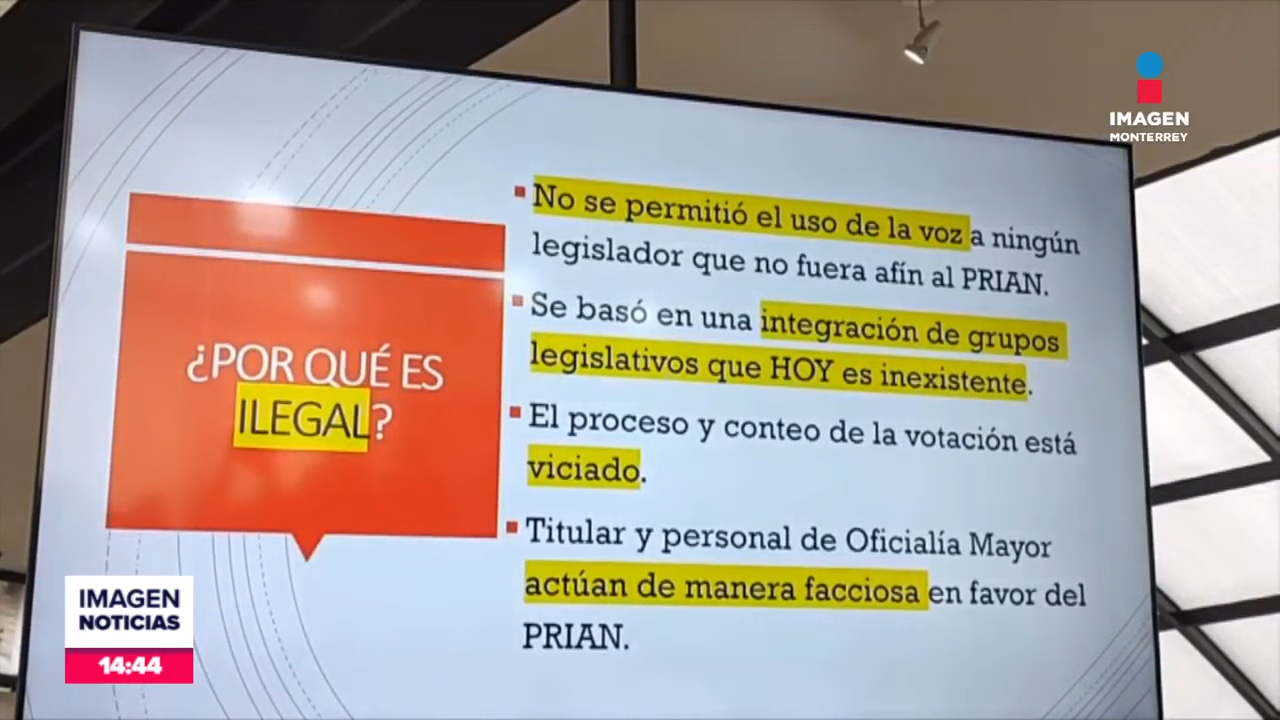 IMAGEN
MONTERREY
¿POR QUÉ ES
ILEGAL?
No se permitió el uso de la voz a ningún
legislador que no fuera afín al PRIAN.
Se basó en una integración de grupos
legislativos que HOY es inexistente.
El proceso y conteo de la votación está
viciado.
Titular y personal de Oficialía Mayor
actúan de manera facciosa en favor del
PRIAN.
IMAGEN
NOTICIAS
14:44